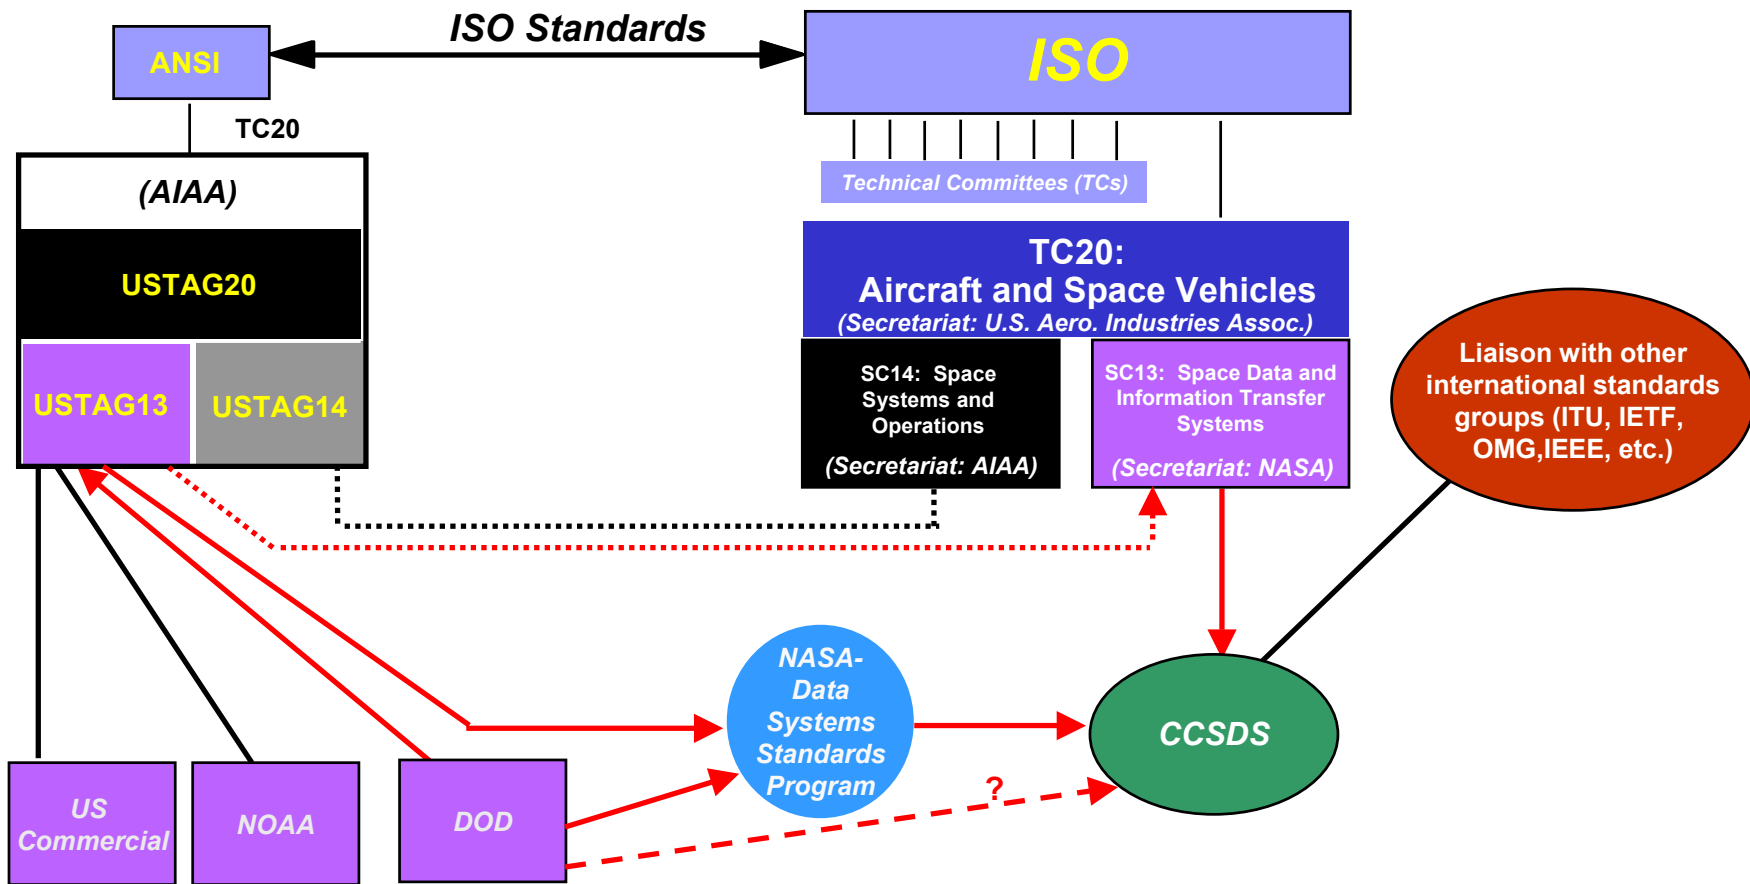 ISO Standards
ANSI
ISO
TC20
Technical Committees (TCs)
(AIAA)
USTAG20
USTAG13
USTAG14
TC20:
Aircraft and Space Vehicles
(Secretariat: U.S. Aero. Industries Assoc.)
SC14:  Space
Systems and
Operations
(Secretariat: AIAA)
SC13:  Space Data and
Information Transfer
Systems
(Secretariat: NASA)
Liaison with other
international standards
groups (ITU, IETF,
OMG,IEEE, etc.)
NASA-
Data
Systems
Standards
Program
CCSDS
?
US
Commercial
NOAA
DOD